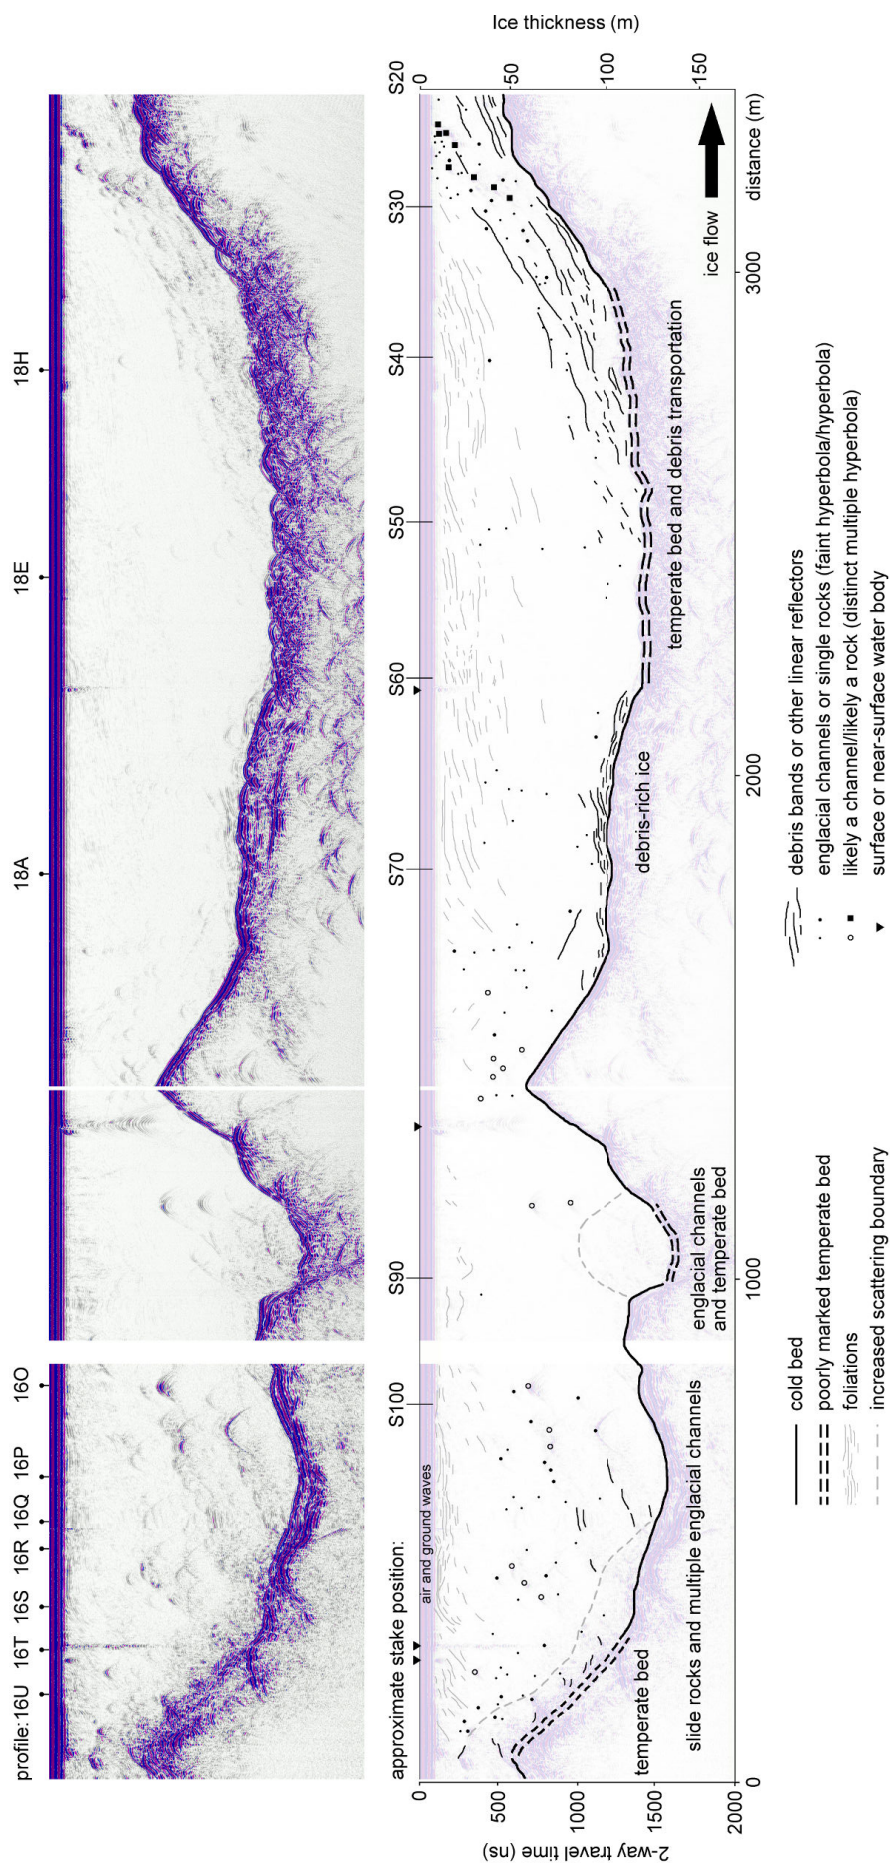 profile:16U 16T 16S 16R 16Q 16P 16O 18A 18E 18H
approximate stake position: S100 S90 S70 S60 S50 S40 S30 S20
air and ground waves
0
500
1000
1500
2000
2-way travel time (ns)
0
50
100
150
Ice thickness (m)
temperate bed
slide rocks and multiple englacial channels
englacial channels
and temperate bed
debris-rich ice
temperate bed and debris transportation
ice flow
0 1000 2000 3000 distance (m)
cold bed
poorly marked temperate bed
foliations
increased scattering boundary
debris bands or other linear reflectors
englacial channels or single rocks (faint hyperbola/hyperbola)
likely a channel/likely a rock (distinct multiple hyperbola)
surface or near-surface water body